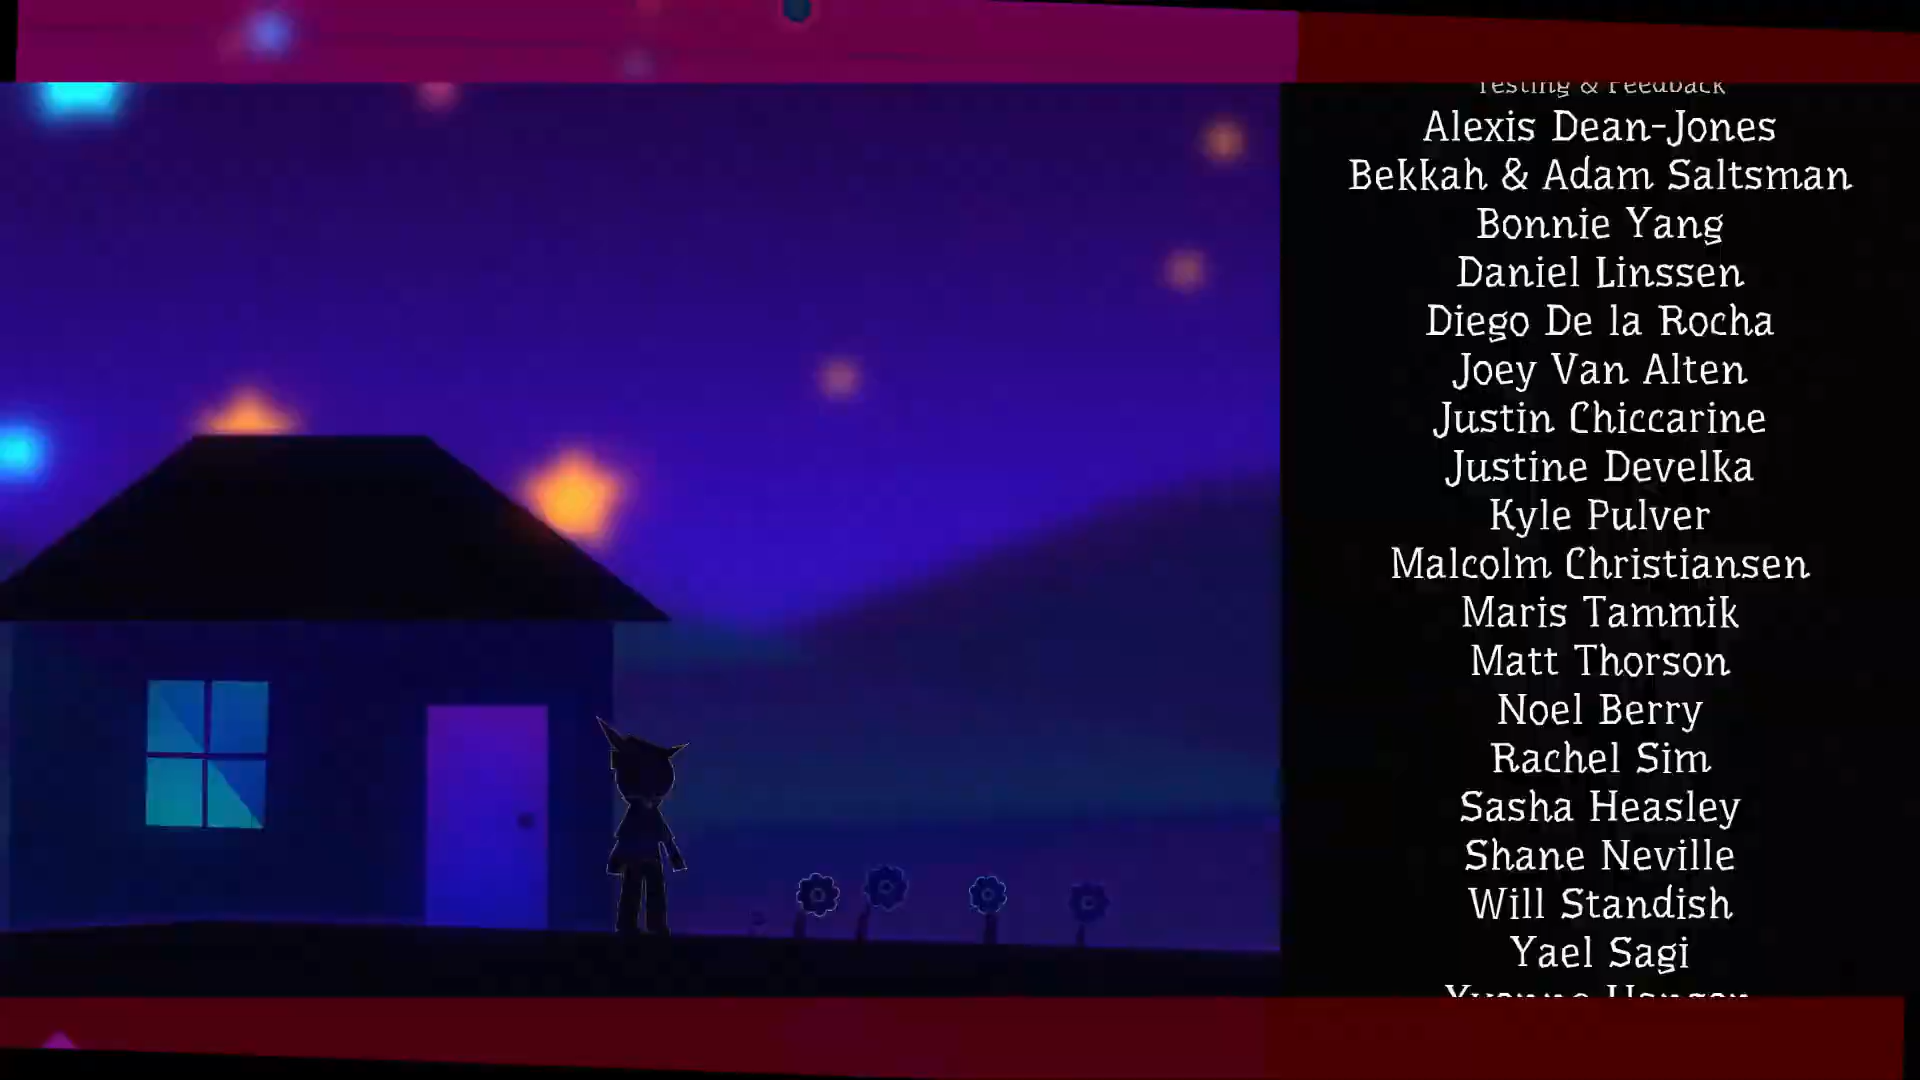 Testing & Feedback
Alexis Dean-Jones
Bekkah & Adam Saltsman
Bonnie Yang
Daniel Linssen
Diego De la Rocha
Joey Van Alten
Justin Chiccarine
Justine Develka
Kyle Pulver
Malcolm Christiansen
Maris Tammik
Matt Thorson
Noel Berry
Rachel Sim
Sasha Heasley
Shane Neville
Will Standish
Yael Sagi